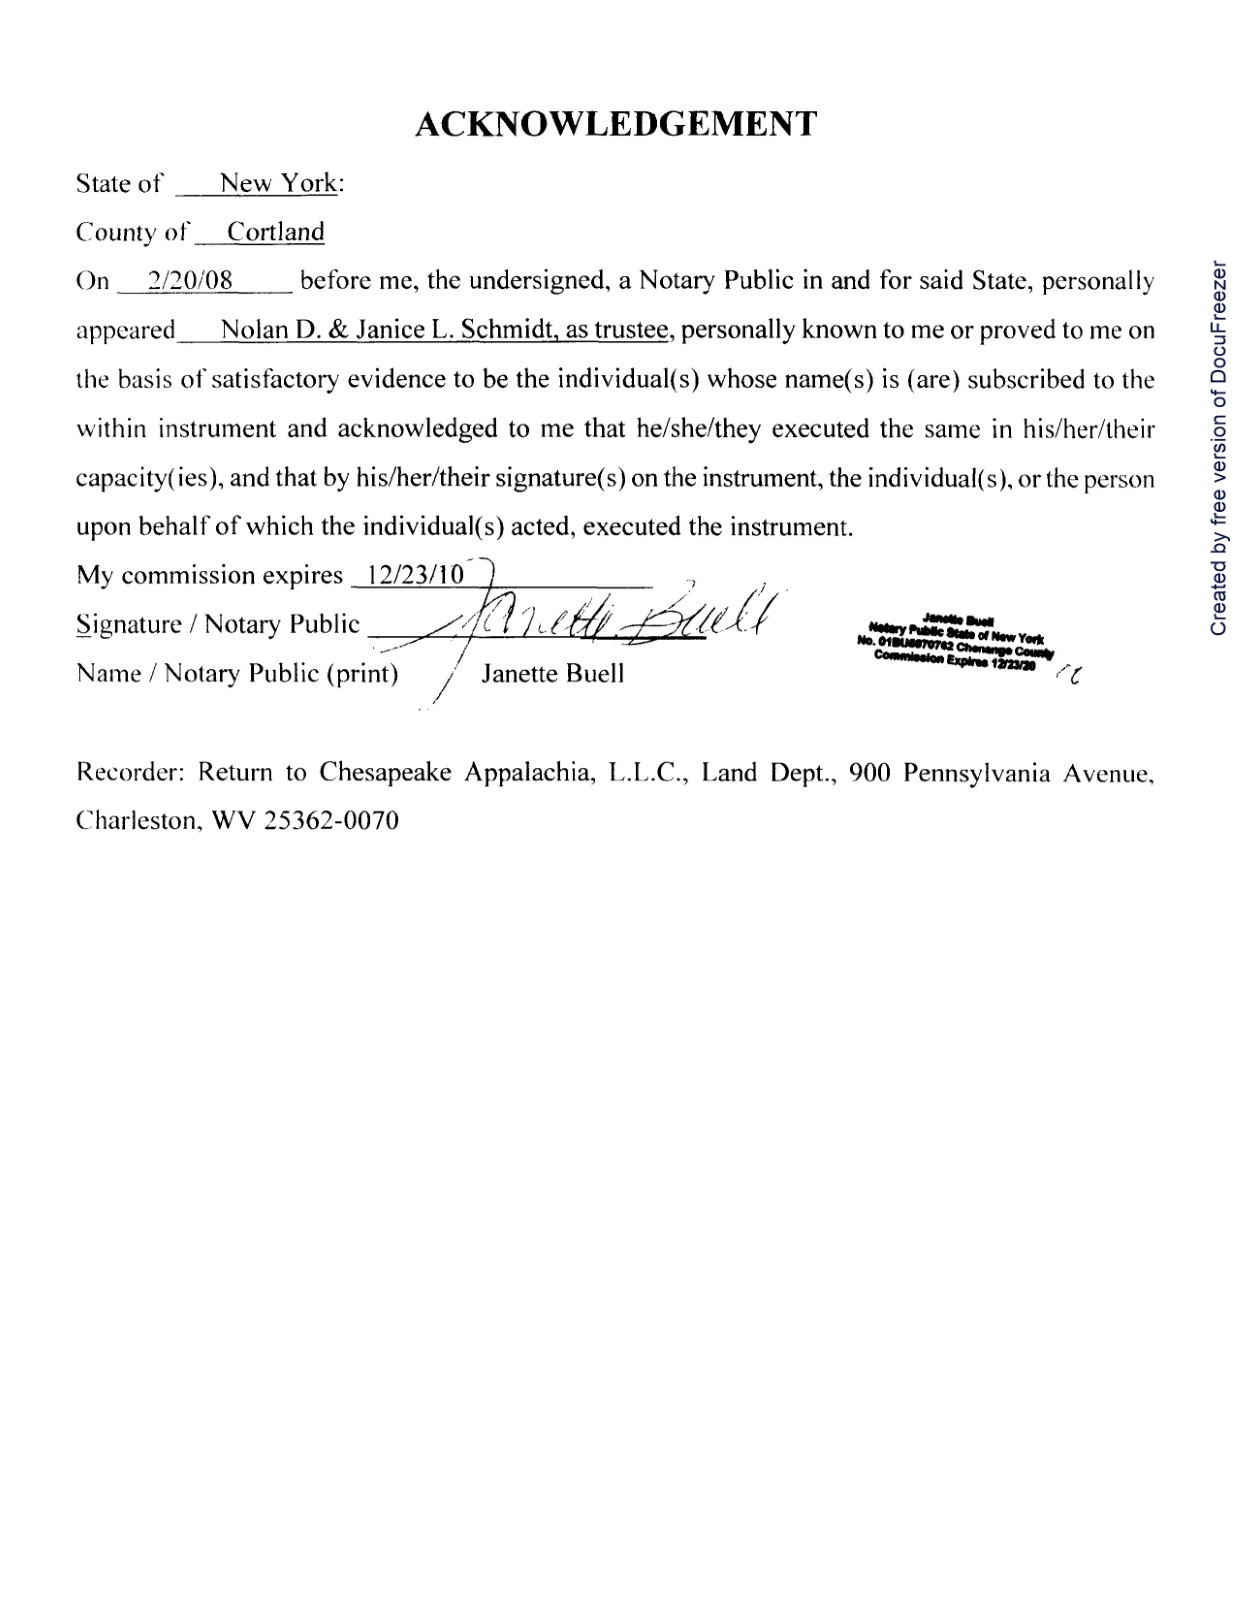 ACKNOWLEDGEMENT
State of New York:
County of Cortland
On 2/20/08 before me, the undersigned, a Notary Public in and for said State, personally
appeared Nolan D. & Janice L. Schmidt, as trustee, personally known to me or proved to me on
the basis of satisfactory evidence to be the individual(s) whose name(s) is (are) subscribed to the
within instrument and acknowledged to me that he/she/they executed the same in his/her/their
capacity(ies), and that by his/her/their signature(s) on the instrument, the individual(s), or the person
upon behalf of which the individual(s) acted, executed the instrument.
My commission expires 12/23/10
Signature / Notary Public Janette Buell
Name / Notary Public (print) Janette Buell
Janette Buell
Notary Public State of New York
No. 01BU6070762 Chenango County
Commission Expires 12/23/20
Recorder: Return to Chesapeake Appalachia, L.L.C., Land Dept., 900 Pennsylvania Avenue,
Charleston, WV 25362-0070
Created by free version of DocuFreezer